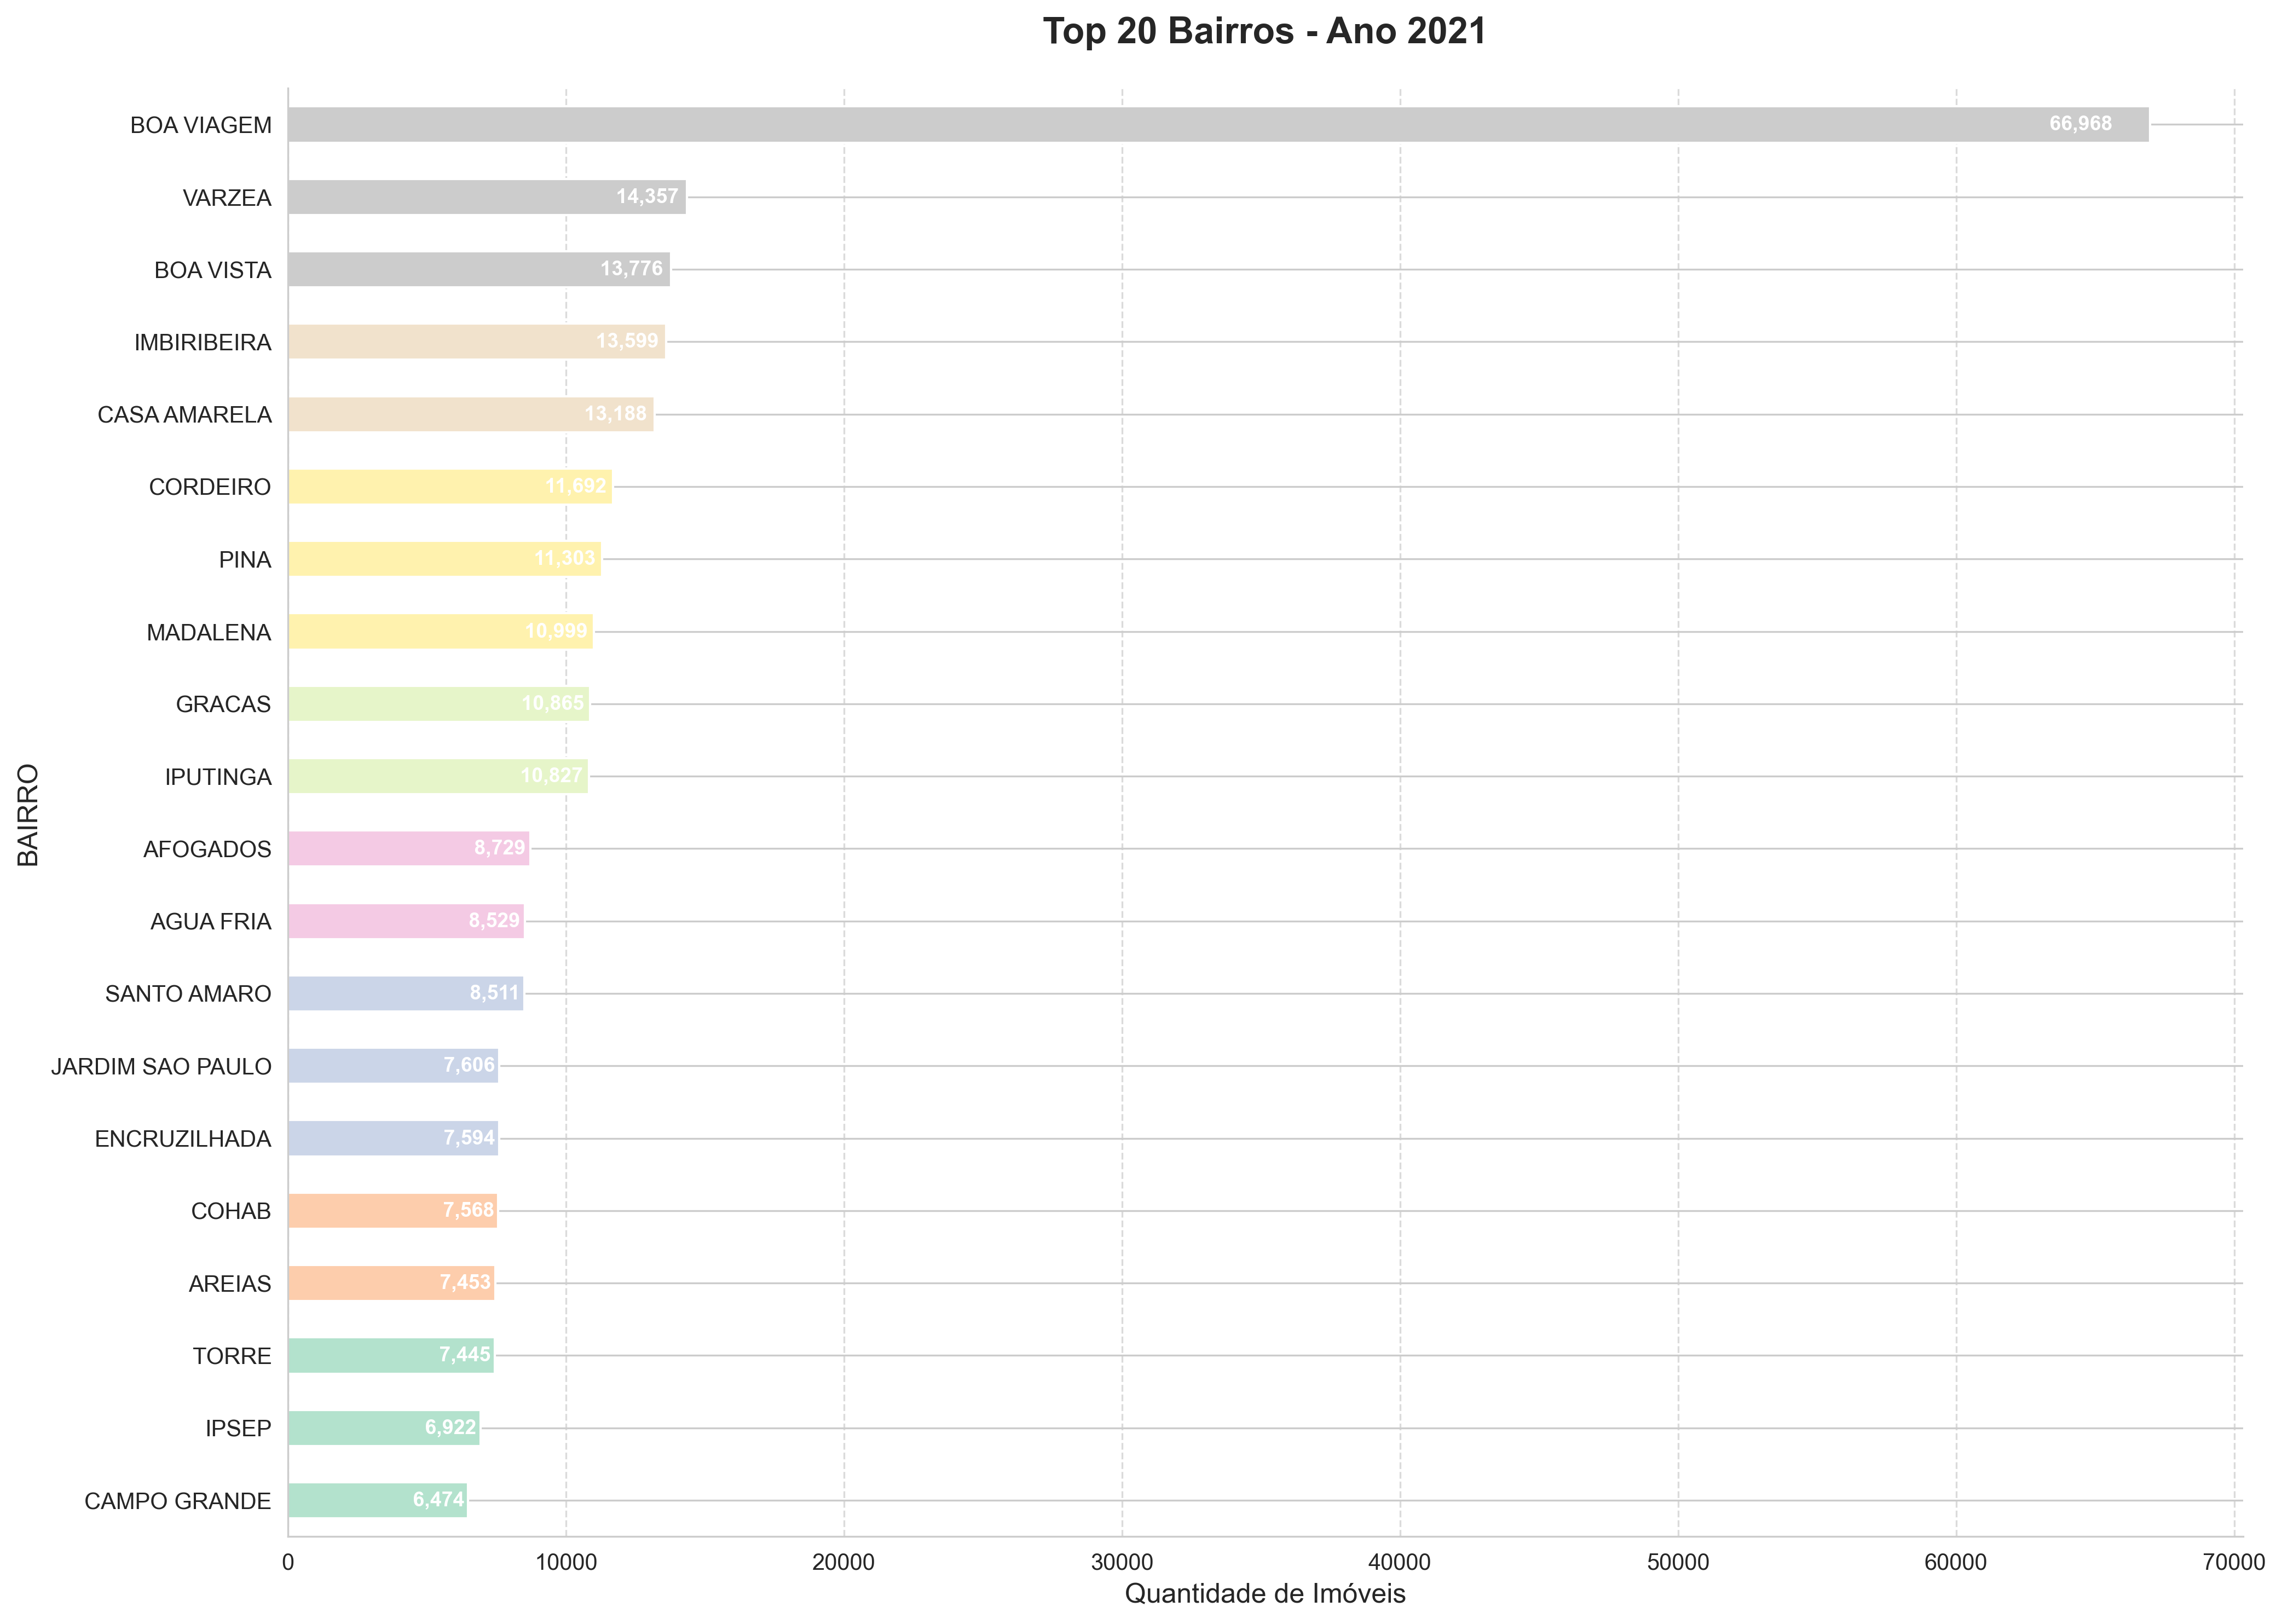 Top 20 Bairros - Ano 2021
BOA VIAGEM 66,968
VARZEA 14,357
BOA VISTA 13,776
IMBIRIBEIRA 13,599
CASA AMARELA 13,188
CORDEIRO 11,692
PINA 11,303
MADALENA 10,999
GRACAS 10,865
IPUTINGA 10,827
BAIRRO
AFOGADOS 8,729
AGUA FRIA 8,529
SANTO AMARO 8,511
JARDIM SAO PAULO 7,606
ENCRUZILHADA 7,594
COHAB 7,568
AREIAS 7,453
TORRE 7,445
IPSEP 6,922
CAMPO GRANDE 6,474
0 10000 20000 30000 40000 50000 60000 70000
Quantidade de Imóveis